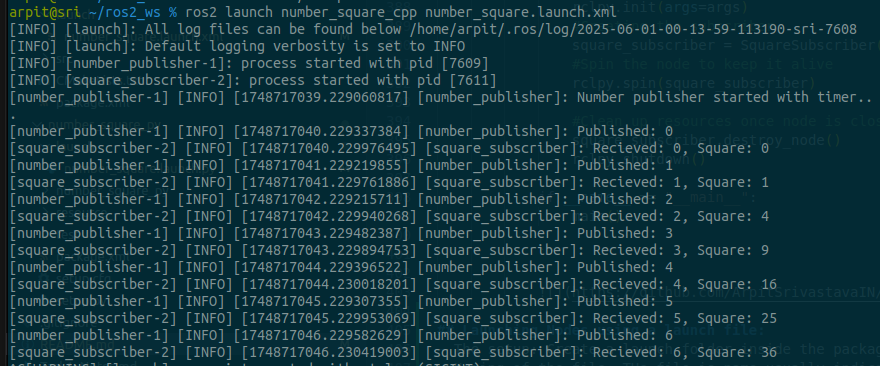 arpit@sri ~/ros2_ws % ros2 launch number_square_cpp number_square.launch.xml
[INFO] [launch]: All log files can be found below /home/arpit/.ros/log/2025-06-01-00-13-59-113190-sri-7608
[INFO] [launch]: Default logging verbosity is set to INFO
[INFO] [number_publisher-1]: process started with pid [7609]
[INFO] [square_subscriber-2]: process started with pid [7611]
[number_publisher-1] [INFO] [1748717039.229060817] [number_publisher]: Number publisher started with timer..
.
[number_publisher-1] [INFO] [1748717040.229337384] [number_publisher]: Published: 0
[square_subscriber-2] [INFO] [1748717040.229976495] [square_subscriber]: Recieved: 0, Square: 0
[number_publisher-1] [INFO] [1748717041.229219855] [number_publisher]: Published: 1
[square_subscriber-2] [INFO] [1748717041.229761886] [square_subscriber]: Recieved: 1, Square: 1
[number_publisher-1] [INFO] [1748717042.229215711] [number_publisher]: Published: 2
[square_subscriber-2] [INFO] [1748717042.229940268] [square_subscriber]: Recieved: 2, Square: 4
[number_publisher-1] [INFO] [1748717043.229482387] [number_publisher]: Published: 3
[square_subscriber-2] [INFO] [1748717043.229894753] [square_subscriber]: Recieved: 3, Square: 9
[number_publisher-1] [INFO] [1748717044.229396522] [number_publisher]: Published: 4
[square_subscriber-2] [INFO] [1748717044.230018201] [square_subscriber]: Recieved: 4, Square: 16
[number_publisher-1] [INFO] [1748717045.229307355] [number_publisher]: Published: 5
[square_subscriber-2] [INFO] [1748717045.229953069] [square_subscriber]: Recieved: 5, Square: 25
[number_publisher-1] [INFO] [1748717046.229582629] [number_publisher]: Published: 6
[square_subscriber-2] [INFO] [1748717046.230419003] [square_subscriber]: Recieved: 6, Square: 36